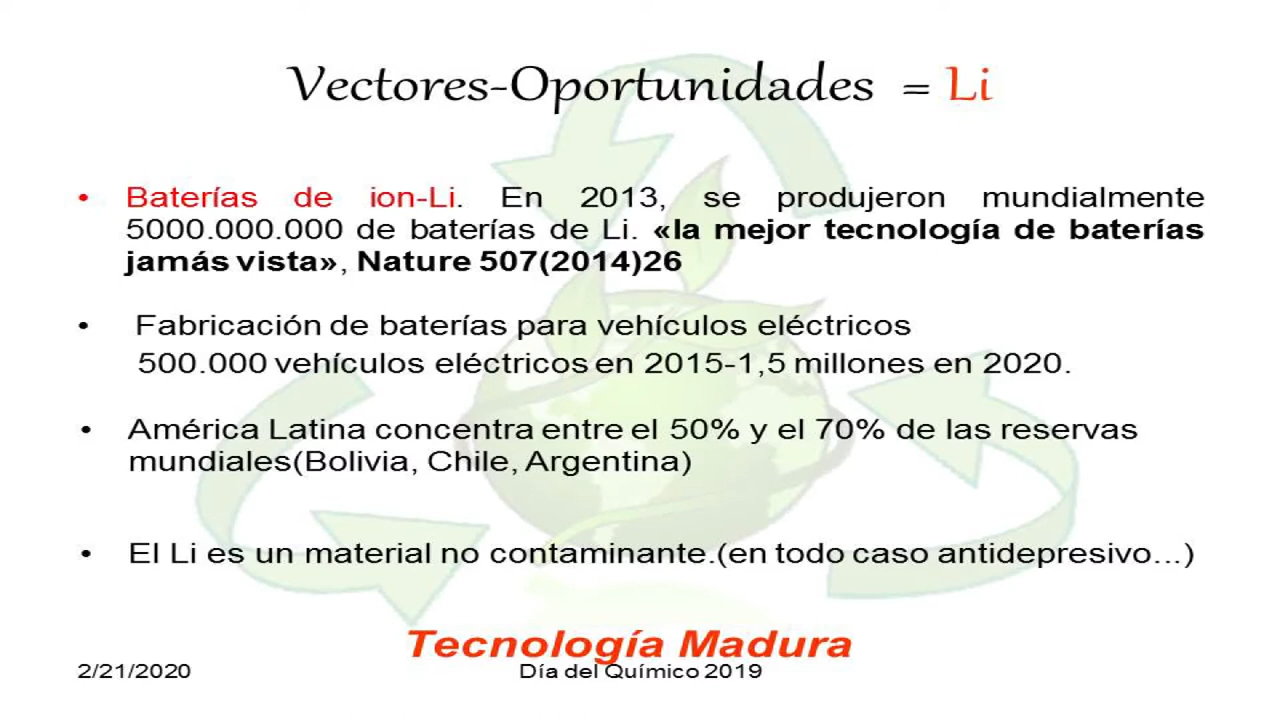 Vectores-Oportunidades = Li
• Baterías de ion-Li. En 2013, se produjeron mundialmente
5000.000.000 de baterías de Li. «la mejor tecnología de baterías
jamás vista», Nature 507(2014)26
• Fabricación de baterías para vehículos eléctricos
500.000 vehículos eléctricos en 2015-1,5 millones en 2020.
• América Latina concentra entre el 50% y el 70% de las reservas
mundiales(Bolivia, Chile, Argentina)
• El Li es un material no contaminante.(en todo caso antidepresivo...)
Tecnología Madura
2/21/2020 Día del Químico 2019